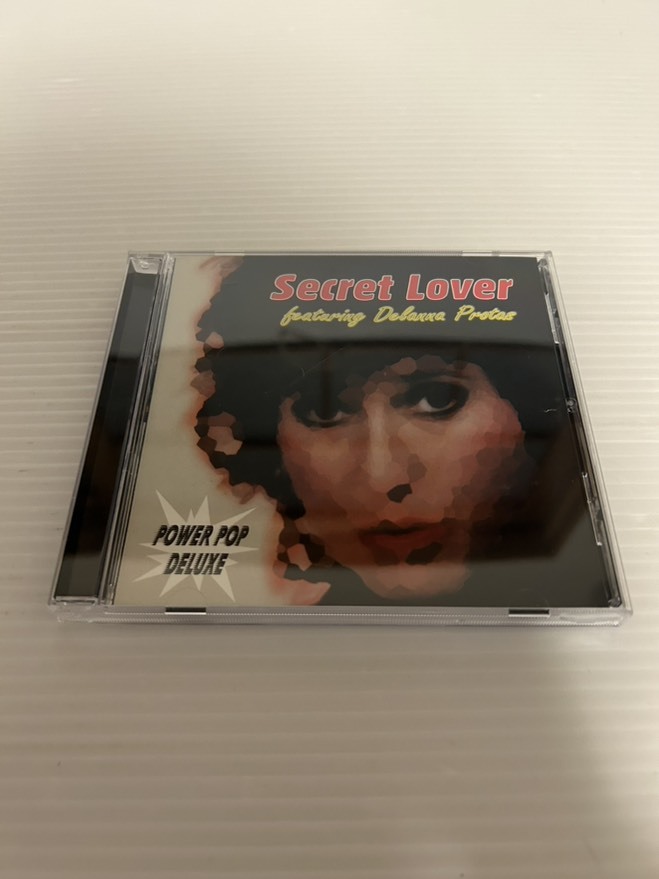 Secret Lover
featuring Delanna Protas
POWER POP
DELUXE